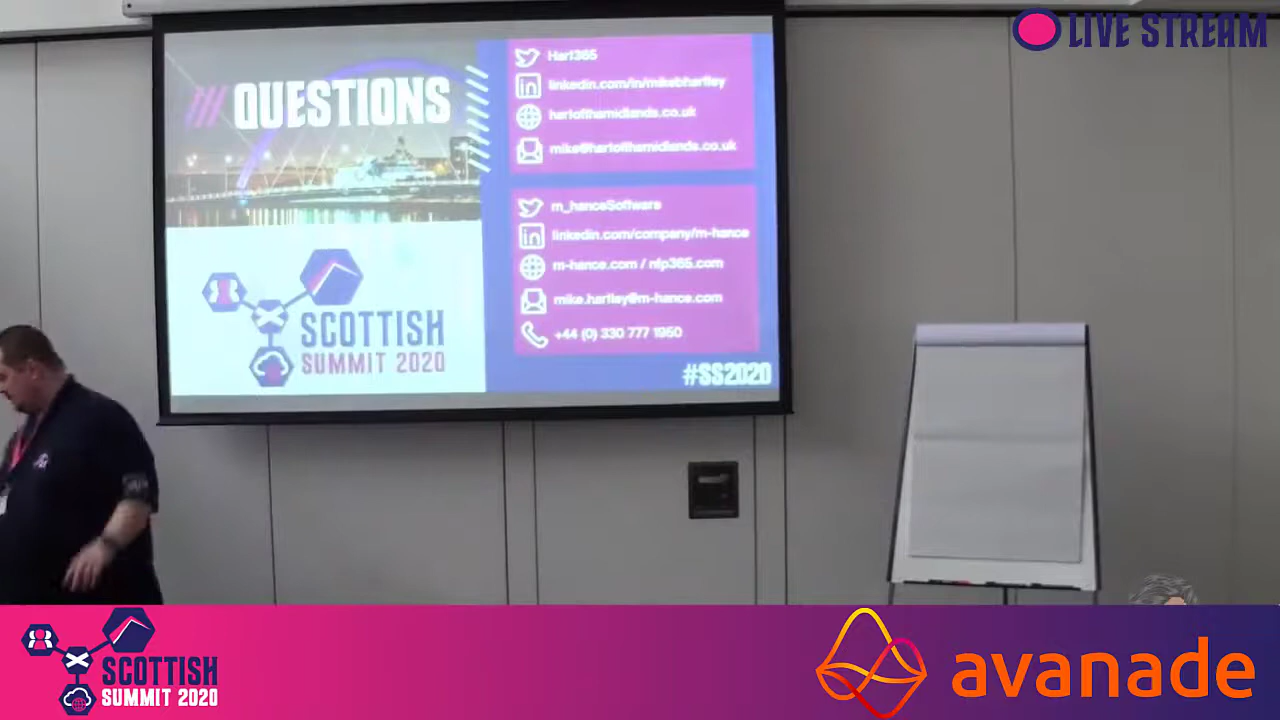 LIVE STREAM
QUESTIONS
Har1365
linkedin.com/in/mikebhartley
hartofthemidlands.co.uk
mike@hartofthemidlands.co.uk
m_hanceSoftware
linkedin.com/company/m-hance
m-hance.com / nfp365.com
mike.hartley@m-hance.com
+44 (0) 330 777 1950
SCOTTISH
SUMMIT 2020
#SS2020
SCOTTISH
SUMMIT 2020
avanade